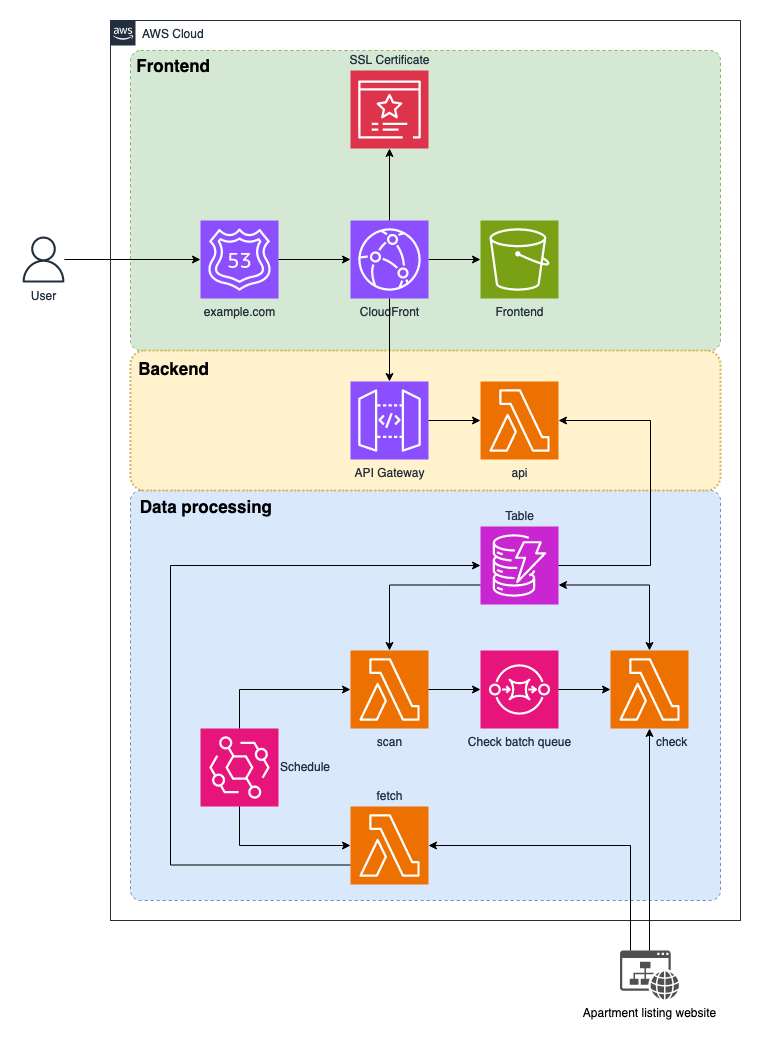 aws
AWS Cloud
Frontend
SSL Certificate
53
User
example.com
CloudFront
Frontend
Backend
</>
API Gateway
api
Data processing
Table
scan
Check batch queue
check
Schedule
fetch
Apartment listing website